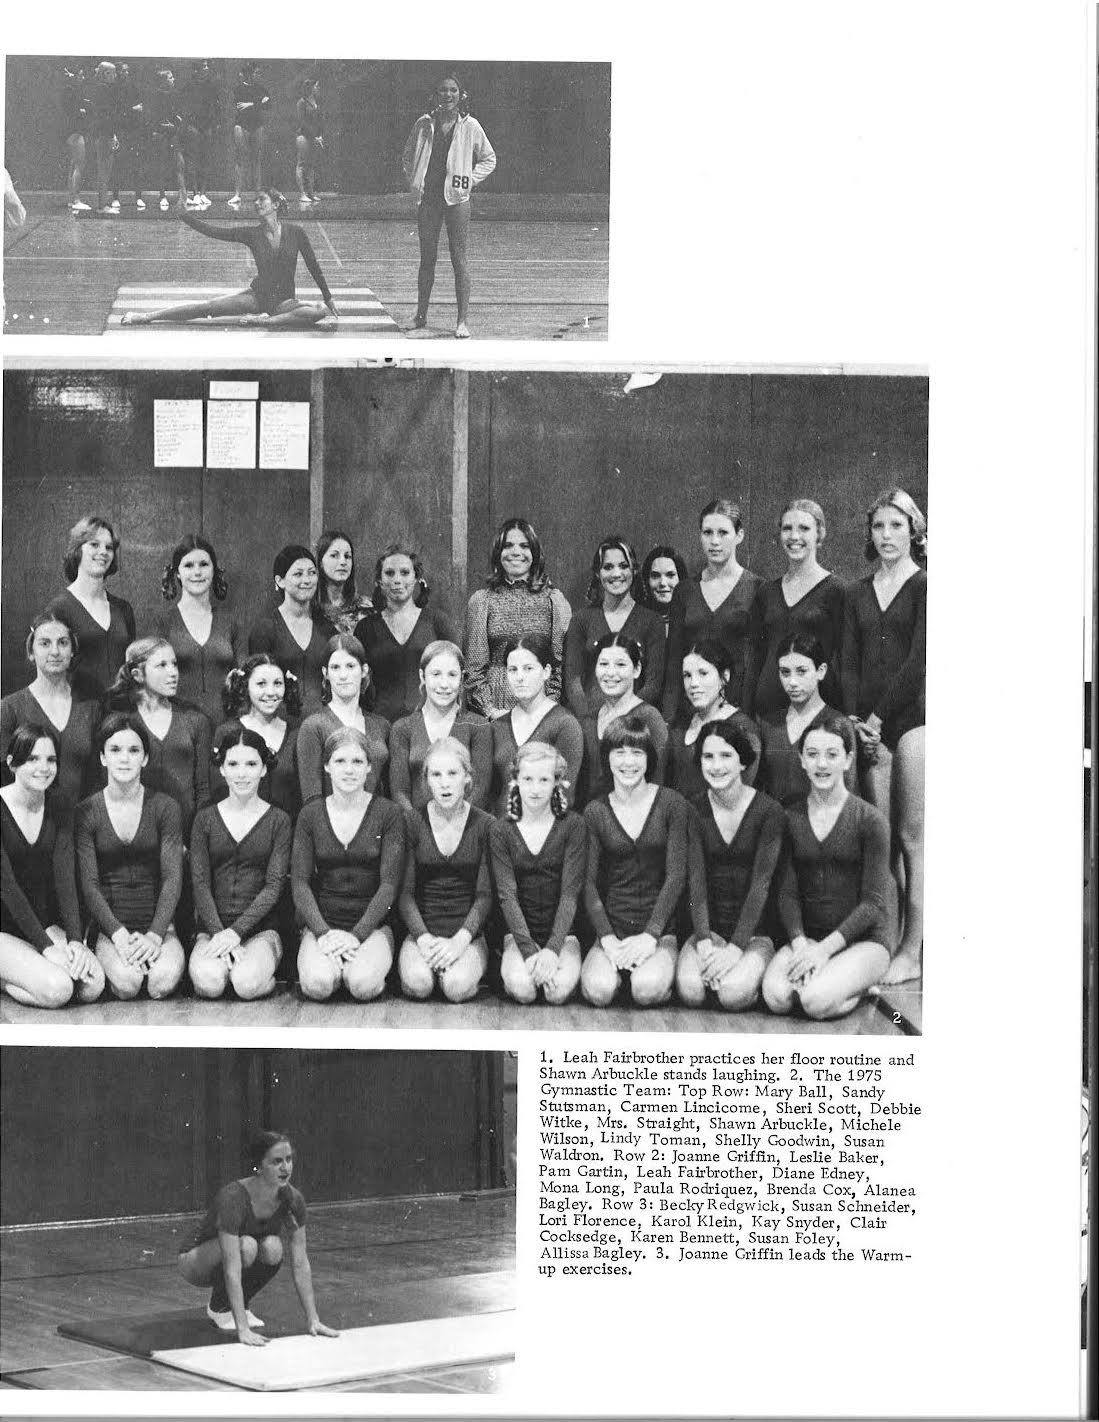 68
1
2
1. Leah Fairbrother practices her floor routine and
Shawn Arbuckle stands laughing. 2. The 1975
Gymnastic Team: Top Row: Mary Ball, Sandy
Stutsman, Carmen Lincicome, Sheri Scott, Debbie
Witke, Mrs. Straight, Shawn Arbuckle, Michele
Wilson, Lindy Toman, Shelly Goodwin, Susan
Waldron. Row 2: Joanne Griffin, Leslie Baker,
Pam Gartin, Leah Fairbrother, Diane Edney,
Mona Long, Paula Rodriquez, Brenda Cox, Alanea
Bagley. Row 3: Becky Redgwick, Susan Schneider,
Lori Florence, Karol Klein, Kay Snyder, Clair
Cocksedge, Karen Bennett, Susan Foley,
Allissa Bagley. 3. Joanne Griffin leads the Warm-
up exercises.
3